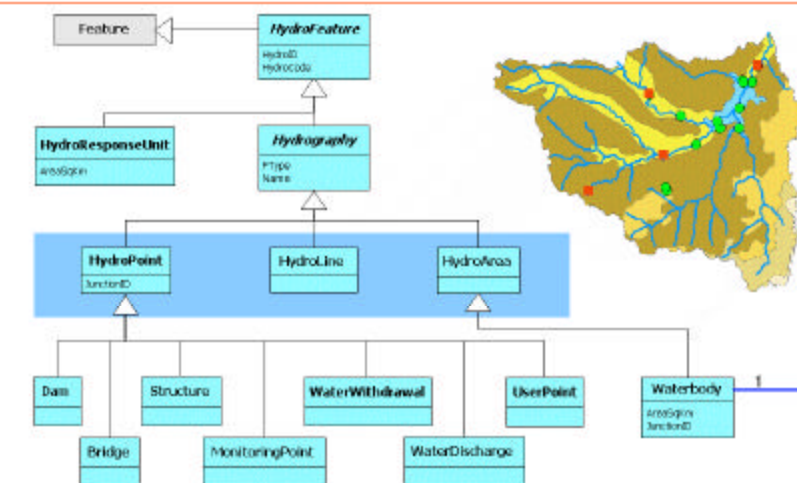 Feature
HydroFeature
HydroID
HydroCode
HydroResponseUnit
AreaSqKm
Hydrography
FType
Name
HydroPoint
JunctionID
HydroLine
HydroArea
Dam
Structure
WaterWithdrawal
UserPoint
Waterbody
AreaSqKm
JunctionID
1
Bridge
MonitoringPoint
WaterDischarge